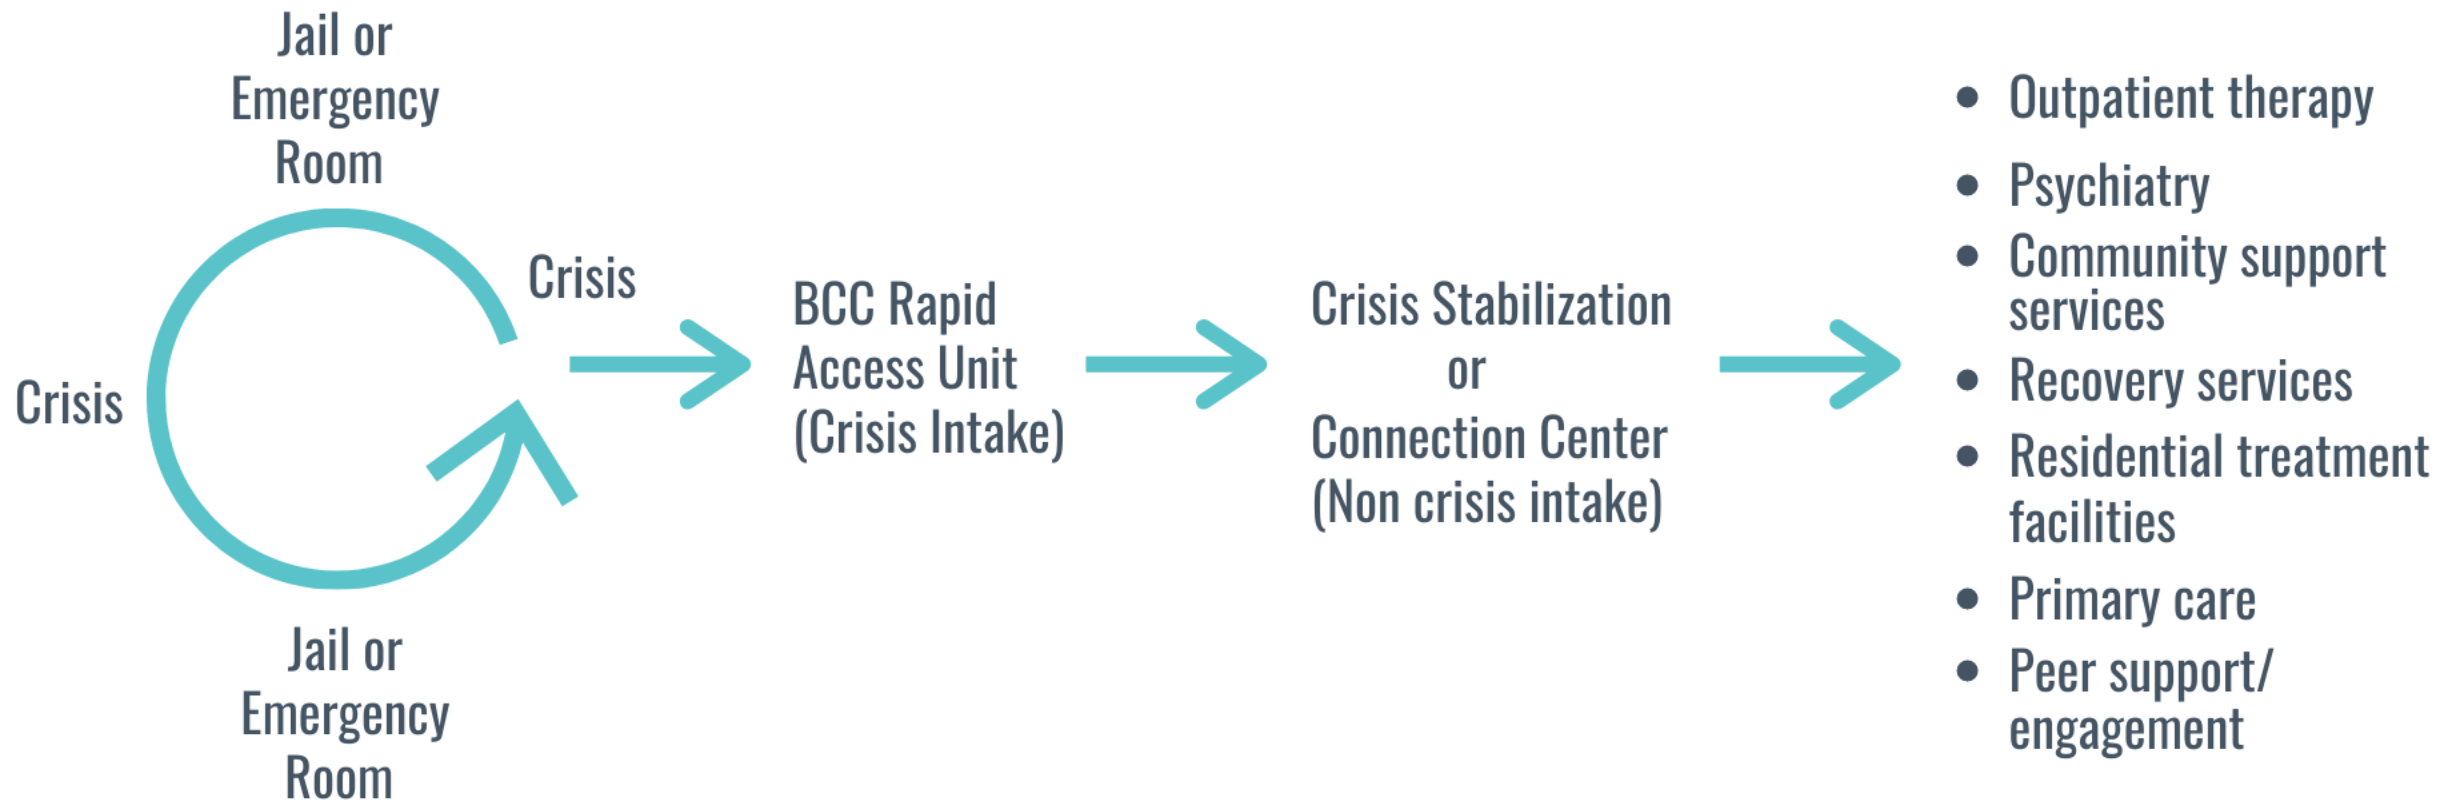 Jail or
Emergency
Room
Crisis
Crisis
Jail or
Emergency
Room
BCC Rapid
Access Unit
(Crisis Intake)
Crisis Stabilization
or
Connection Center
(Non crisis intake)
• Outpatient therapy
• Psychiatry
• Community support
services
• Recovery services
• Residential treatment
facilities
• Primary care
• Peer support/
engagement